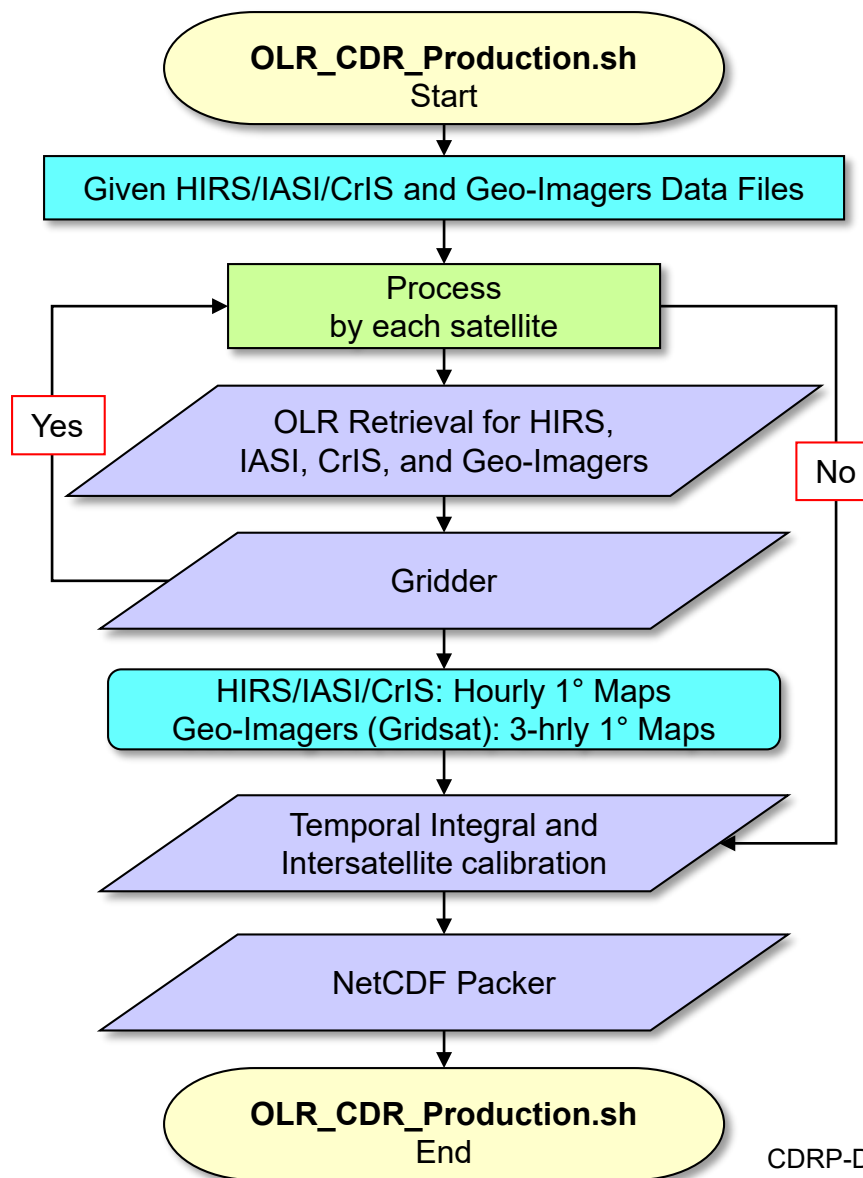 OLR_CDR_Production.sh
Start
Given HIRS/IASI/CrIS and Geo-Imagers Data Files
Process
by each satellite
Yes
OLR Retrieval for HIRS,
IASI, CrIS, and Geo-Imagers
No
Gridder
HIRS/IASI/CrIS: Hourly 1° Maps
Geo-Imagers (Gridsat): 3-hrly 1° Maps
Temporal Integral and
Intersatellite calibration
NetCDF Packer
OLR_CDR_Production.sh
End
CDRP-D